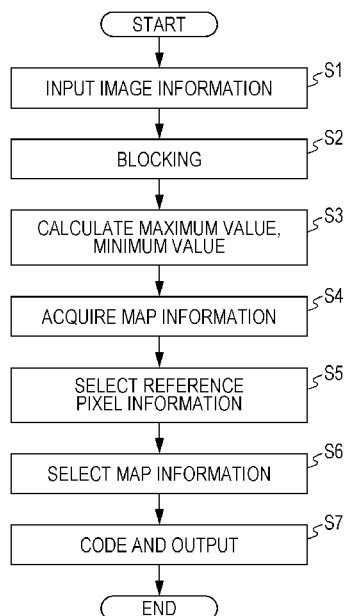 START
S1
INPUT IMAGE INFORMATION
S2
BLOCKING
S3
CALCULATE MAXIMUM VALUE,
MINIMUM VALUE
S4
ACQUIRE MAP INFORMATION
S5
SELECT REFERENCE
PIXEL INFORMATION
S6
SELECT MAP INFORMATION
S7
CODE AND OUTPUT
END